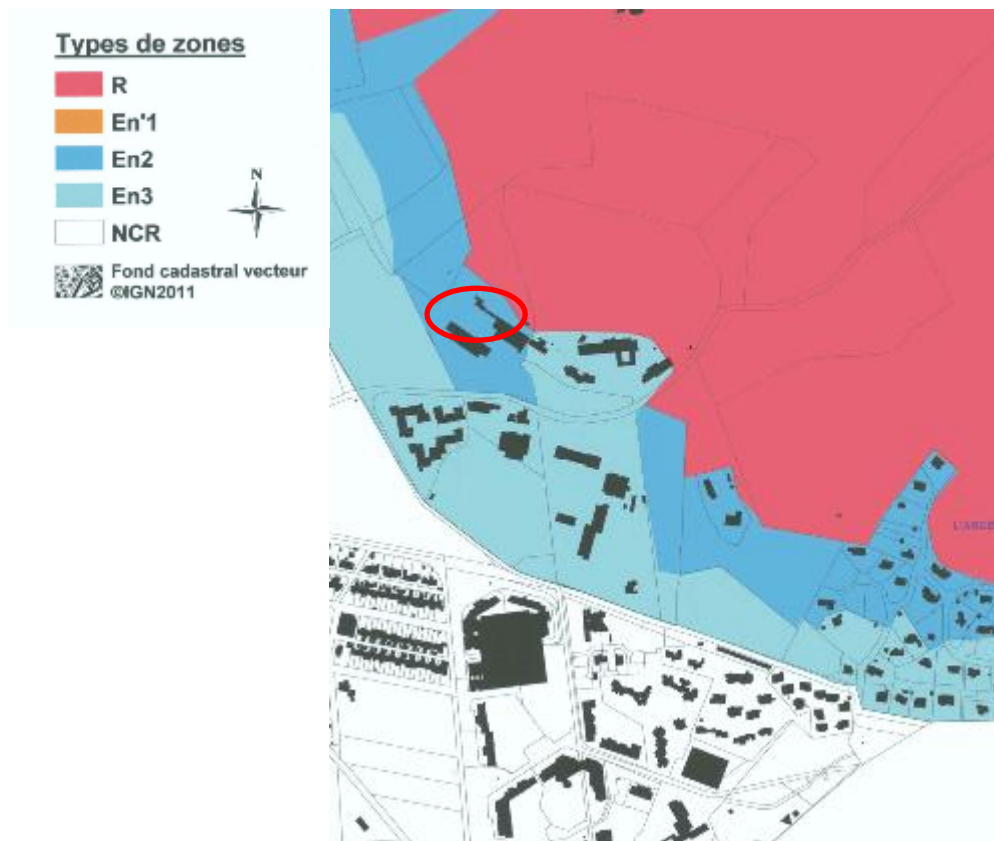 Types de zones
R
En'1
En2
En3
NCR
N
Fond cadastral vecteur
©IGN2011